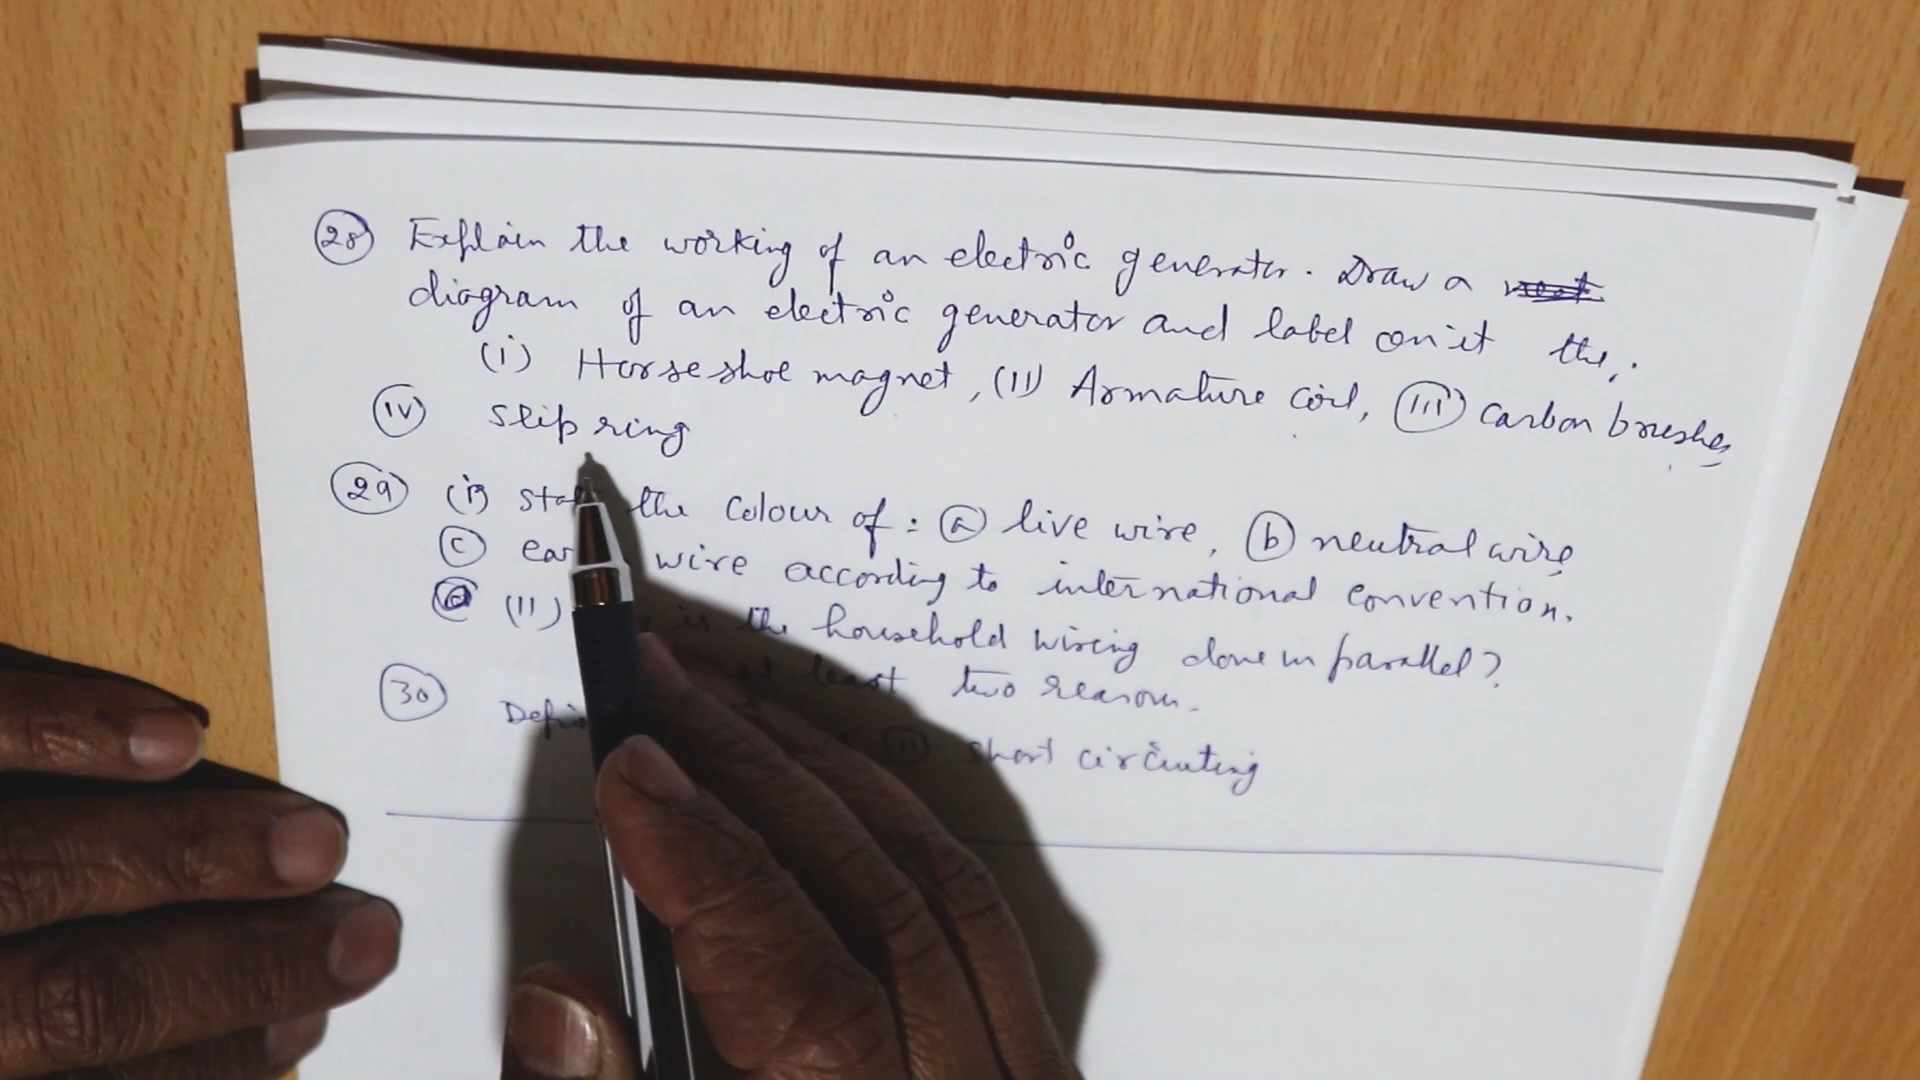 28 Explain the working of an electric generator. Draw a
diagram of an electric generator and label on it the.
(i) Horse shoe magnet, (II) Armature coil, (III) carbon brushes
(IV) slip ring
29 (i) the colour of : (a) live wire, (b) neutral wire
(c) wire according to international convention.
(II) is the household wiring done in parallel?
at least two reason.
30 (II) short circuiting